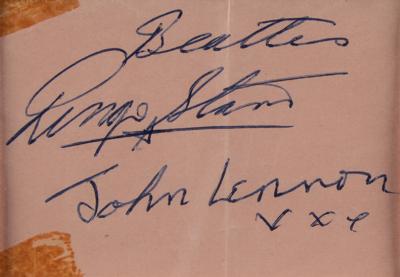 Beatles
Ringo Starr
John Lennon
x x x